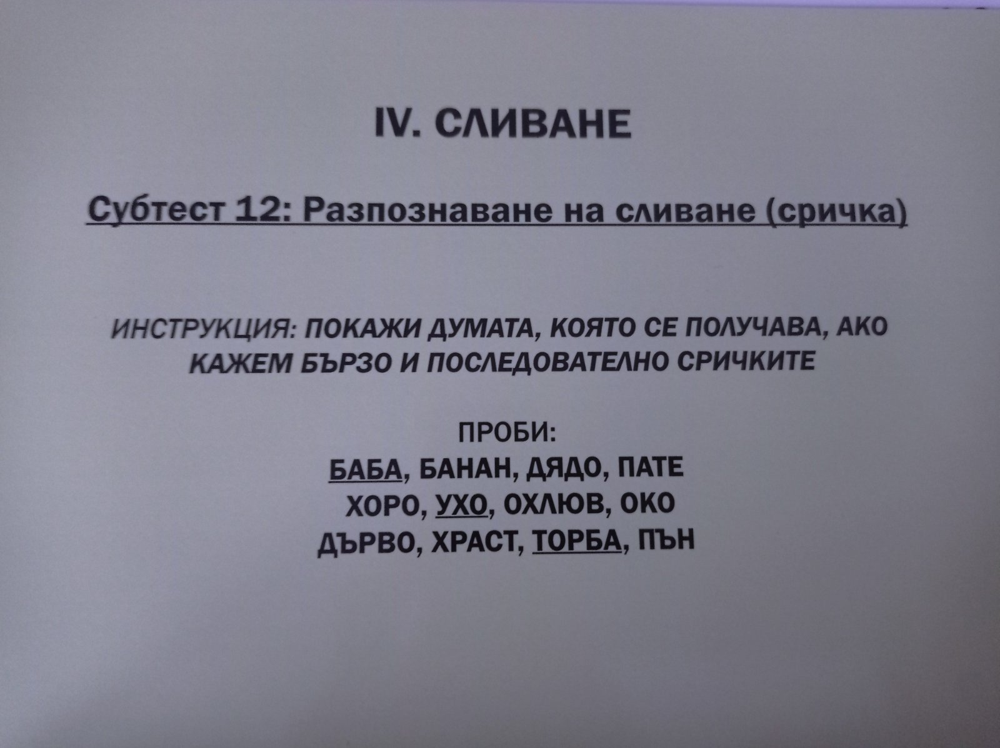 IV. СЛИВАНЕ
Субтест 12: Разпознаване на сливане (сричка)
ИНСТРУКЦИЯ: ПОКАЖИ ДУМАТА, КОЯТО СЕ ПОЛУЧАВА, АКО
КАЖЕМ БЪРЗО И ПОСЛЕДОВАТЕЛНО СРИЧКИТЕ
ПРОБИ:
БАБА, БАНАН, ДЯДО, ПАТЕ
ХОРО, УХО, ОХЛЮВ, ОКО
ДЪРВО, ХРАСТ, ТОРБА, ПЪН